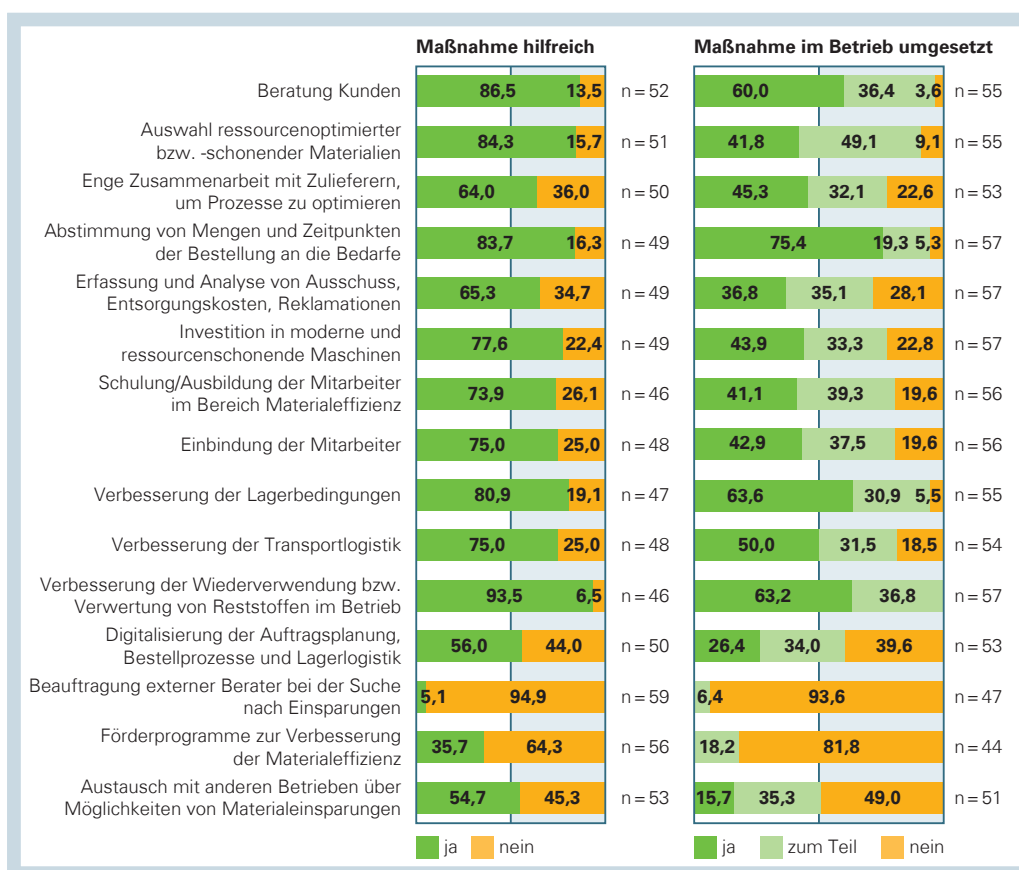 Maßnahme hilfreich Maßnahme im Betrieb umgesetzt
Beratung Kunden 86,5 13,5 n = 52 60,0 36,4 3,6 n = 55
Auswahl ressourcenoptimierter
bzw. -schonender Materialien 84,3 15,7 n = 51 41,8 49,1 9,1 n = 55
Enge Zusammenarbeit mit Zulieferern,
um Prozesse zu optimieren 64,0 36,0 n = 50 45,3 32,1 22,6 n = 53
Abstimmung von Mengen und Zeitpunkten
der Bestellung an die Bedarfe 83,7 16,3 n = 49 75,4 19,3 5,3 n = 57
Erfassung und Analyse von Ausschuss,
Entsorgungskosten, Reklamationen 65,3 34,7 n = 49 36,8 35,1 28,1 n = 57
Investition in moderne und
ressourcenschonende Maschinen 77,6 22,4 n = 49 43,9 33,3 22,8 n = 57
Schulung/Ausbildung der Mitarbeiter
im Bereich Materialeffizienz 73,9 26,1 n = 46 41,1 39,3 19,6 n = 56
Einbindung der Mitarbeiter 75,0 25,0 n = 48 42,9 37,5 19,6 n = 56
Verbesserung der Lagerbedingungen 80,9 19,1 n = 47 63,6 30,9 5,5 n = 55
Verbesserung der Transportlogistik 75,0 25,0 n = 48 50,0 31,5 18,5 n = 54
Verbesserung der Wiederverwendung bzw.
Verwertung von Reststoffen im Betrieb 93,5 6,5 n = 46 63,2 36,8 n = 57
Digitalisierung der Auftragsplanung,
Bestellprozesse und Lagerlogistik 56,0 44,0 n = 50 26,4 34,0 39,6 n = 53
Beauftragung externer Berater bei der Suche
nach Einsparungen 5,1 94,9 n = 59 6,4 93,6 n = 47
Förderprogramme zur Verbesserung
der Materialeffizienz 35,7 64,3 n = 56 18,2 81,8 n = 44
Austausch mit anderen Betrieben über
Möglichkeiten von Materialeinsparungen 54,7 45,3 n = 53 15,7 35,3 49,0 n = 51
ja nein ja zum Teil nein